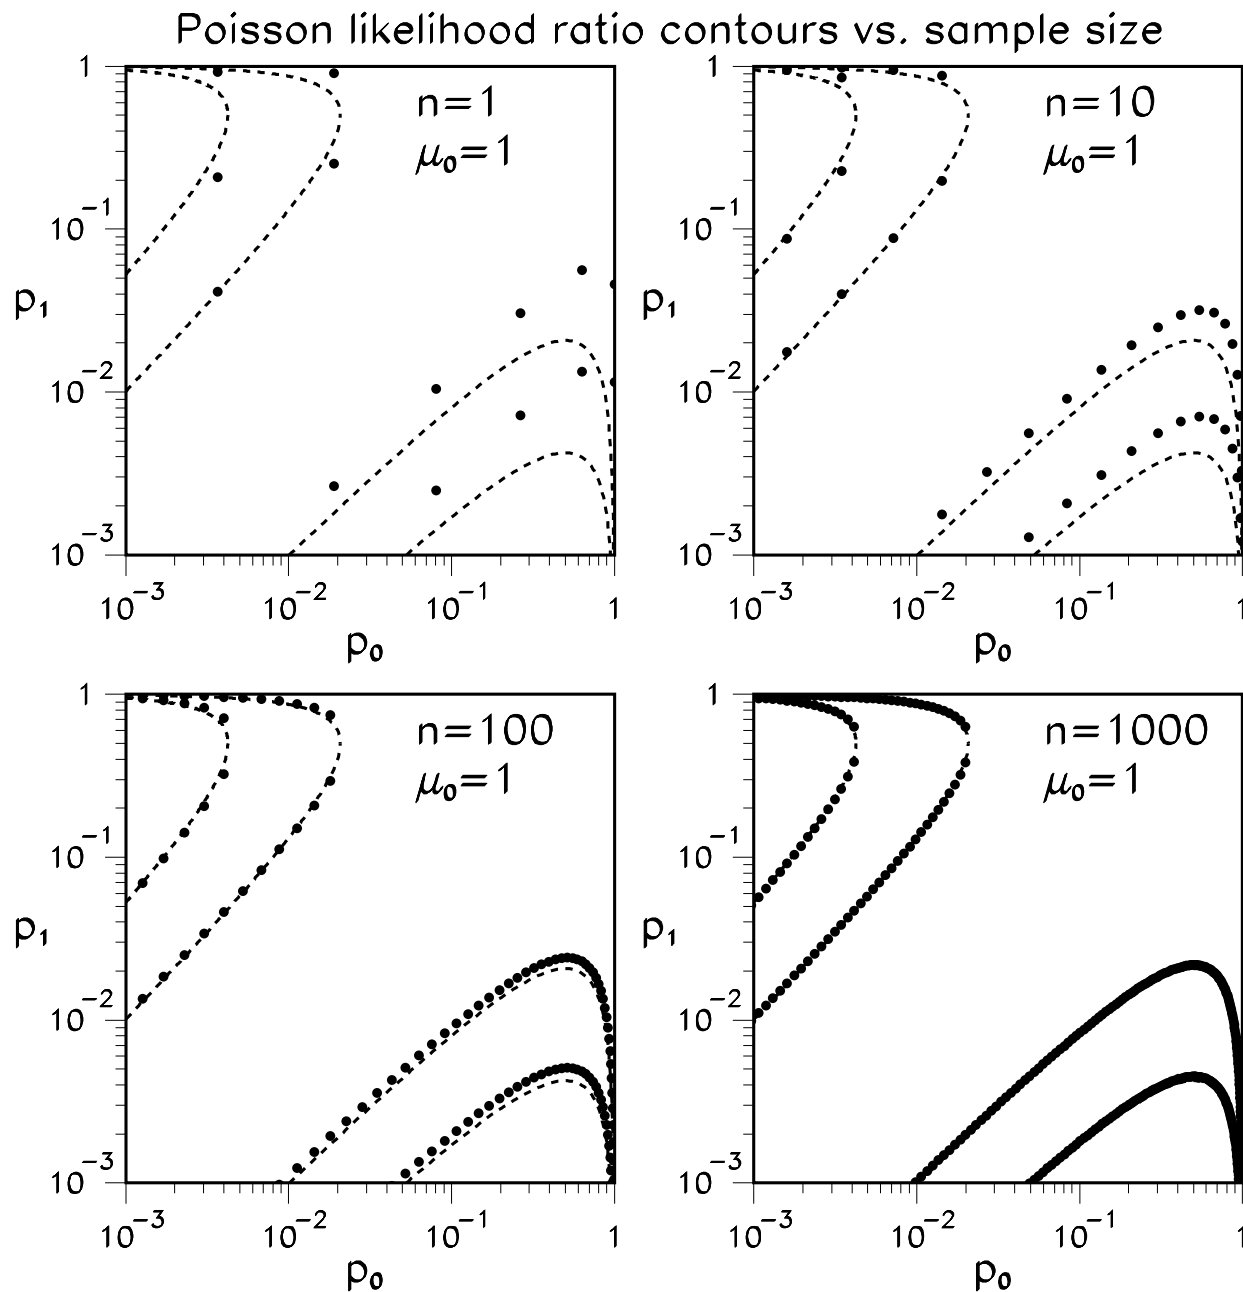 Poisson likelihood ratio contours vs. sample size
1
n=1
μ₀=1
10⁻¹
p₁
10⁻²
10⁻³
10⁻³ 10⁻² 10⁻¹ 1
p₀
1
n=10
μ₀=1
10⁻¹
p₁
10⁻²
10⁻³
10⁻³ 10⁻² 10⁻¹ 1
p₀
1
n=100
μ₀=1
10⁻¹
p₁
10⁻²
10⁻³
10⁻³ 10⁻² 10⁻¹ 1
p₀
1
n=1000
μ₀=1
10⁻¹
p₁
10⁻²
10⁻³
10⁻³ 10⁻² 10⁻¹ 1
p₀